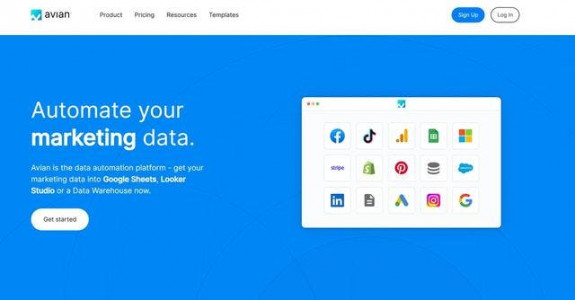 avian
Product
Pricing
Resources
Templates
Sign Up
Log In
Automate your
marketing data.
Avian is the data automation platform - get your
marketing data into Google Sheets, Looker
Studio or a Data Warehouse now.
Get started
stripe